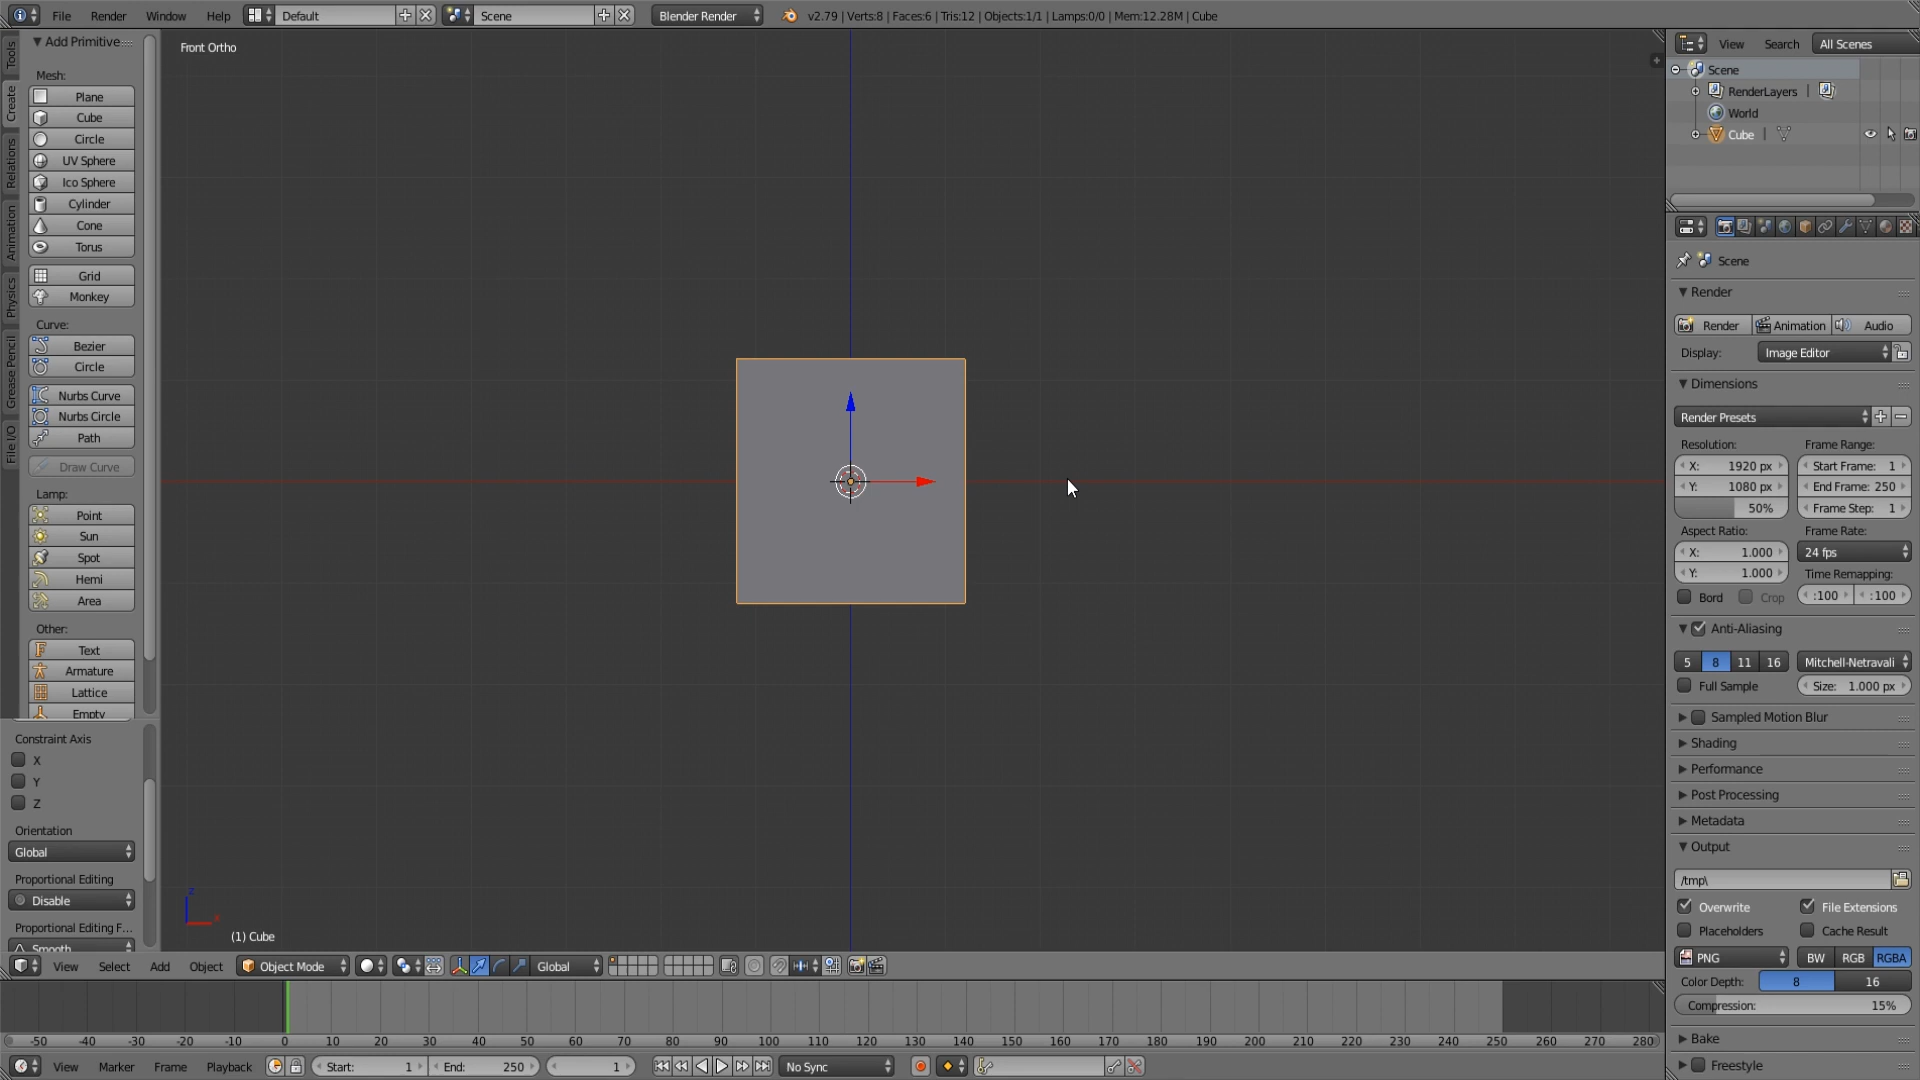 File Render Window Help Default Scene Blender Render v2.79 | Verts:8 | Faces:6 | Tris:12 | Objects:1/1 | Lamps:0/0 | Mem:12.28M | Cube
Tools
Create
Relations
Animation
Physics
Grease Pencil
File I/O
Add Primitive
Mesh:
Plane
Cube
Circle
UV Sphere
Ico Sphere
Cylinder
Cone
Torus
Grid
Monkey
Curve:
Bezier
Circle
Nurbs Curve
Nurbs Circle
Path
Draw Curve
Lamp:
Point
Sun
Spot
Hemi
Area
Other:
Text
Armature
Lattice
Empty
Constraint Axis
X
Y
Z
Orientation
Global
Proportional Editing
Disable
Proportional Editing F...
Smooth
Front Ortho
z
x
(1) Cube
View Select Add Object Object Mode Global
-50 -40 -30 -20 -10 0 10 20 30 40 50 60 70 80 90 100 110 120 130 140 150 160 170 180 190 200 210 220 230 240 250 260 270 280
View Marker Frame Playback Start: 1 End: 250 1 No Sync
View Search All Scenes
Scene
RenderLayers |
World
Cube |
Scene
Render
Render Animation Audio
Display: Image Editor
Dimensions
Render Presets
Resolution: Frame Range:
X: 1920 px Start Frame: 1
Y: 1080 px End Frame: 250
50% Frame Step: 1
Aspect Ratio: Frame Rate:
X: 1.000 24 fps
Y: 1.000 Time Remapping:
Bord Crop :100 :100
Anti-Aliasing
5 8 11 16 Mitchell-Netravali
Full Sample Size: 1.000 px
Sampled Motion Blur
Shading
Performance
Post Processing
Metadata
Output
/tmp\
Overwrite File Extensions
Placeholders Cache Result
PNG BW RGB RGBA
Color Depth: 8 16
Compression: 15%
Bake
Freestyle